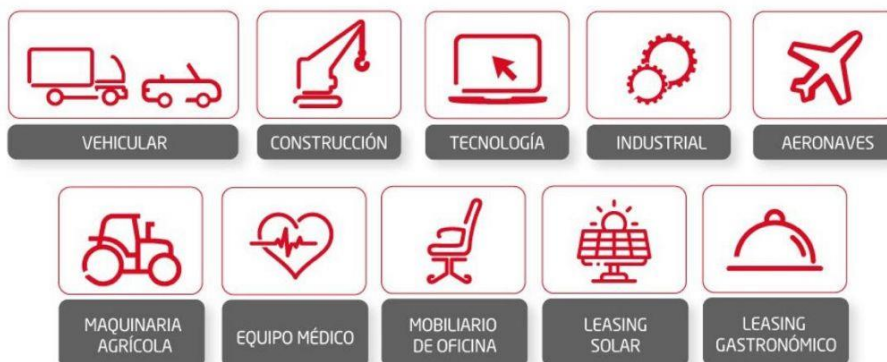 VEHICULAR
CONSTRUCCIÓN
TECNOLOGÍA
INDUSTRIAL
AERONAVES
MAQUINARIA
AGRÍCOLA
EQUIPO MÉDICO
MOBILIARIO
DE OFICINA
LEASING
SOLAR
LEASING
GASTRONÓMICO